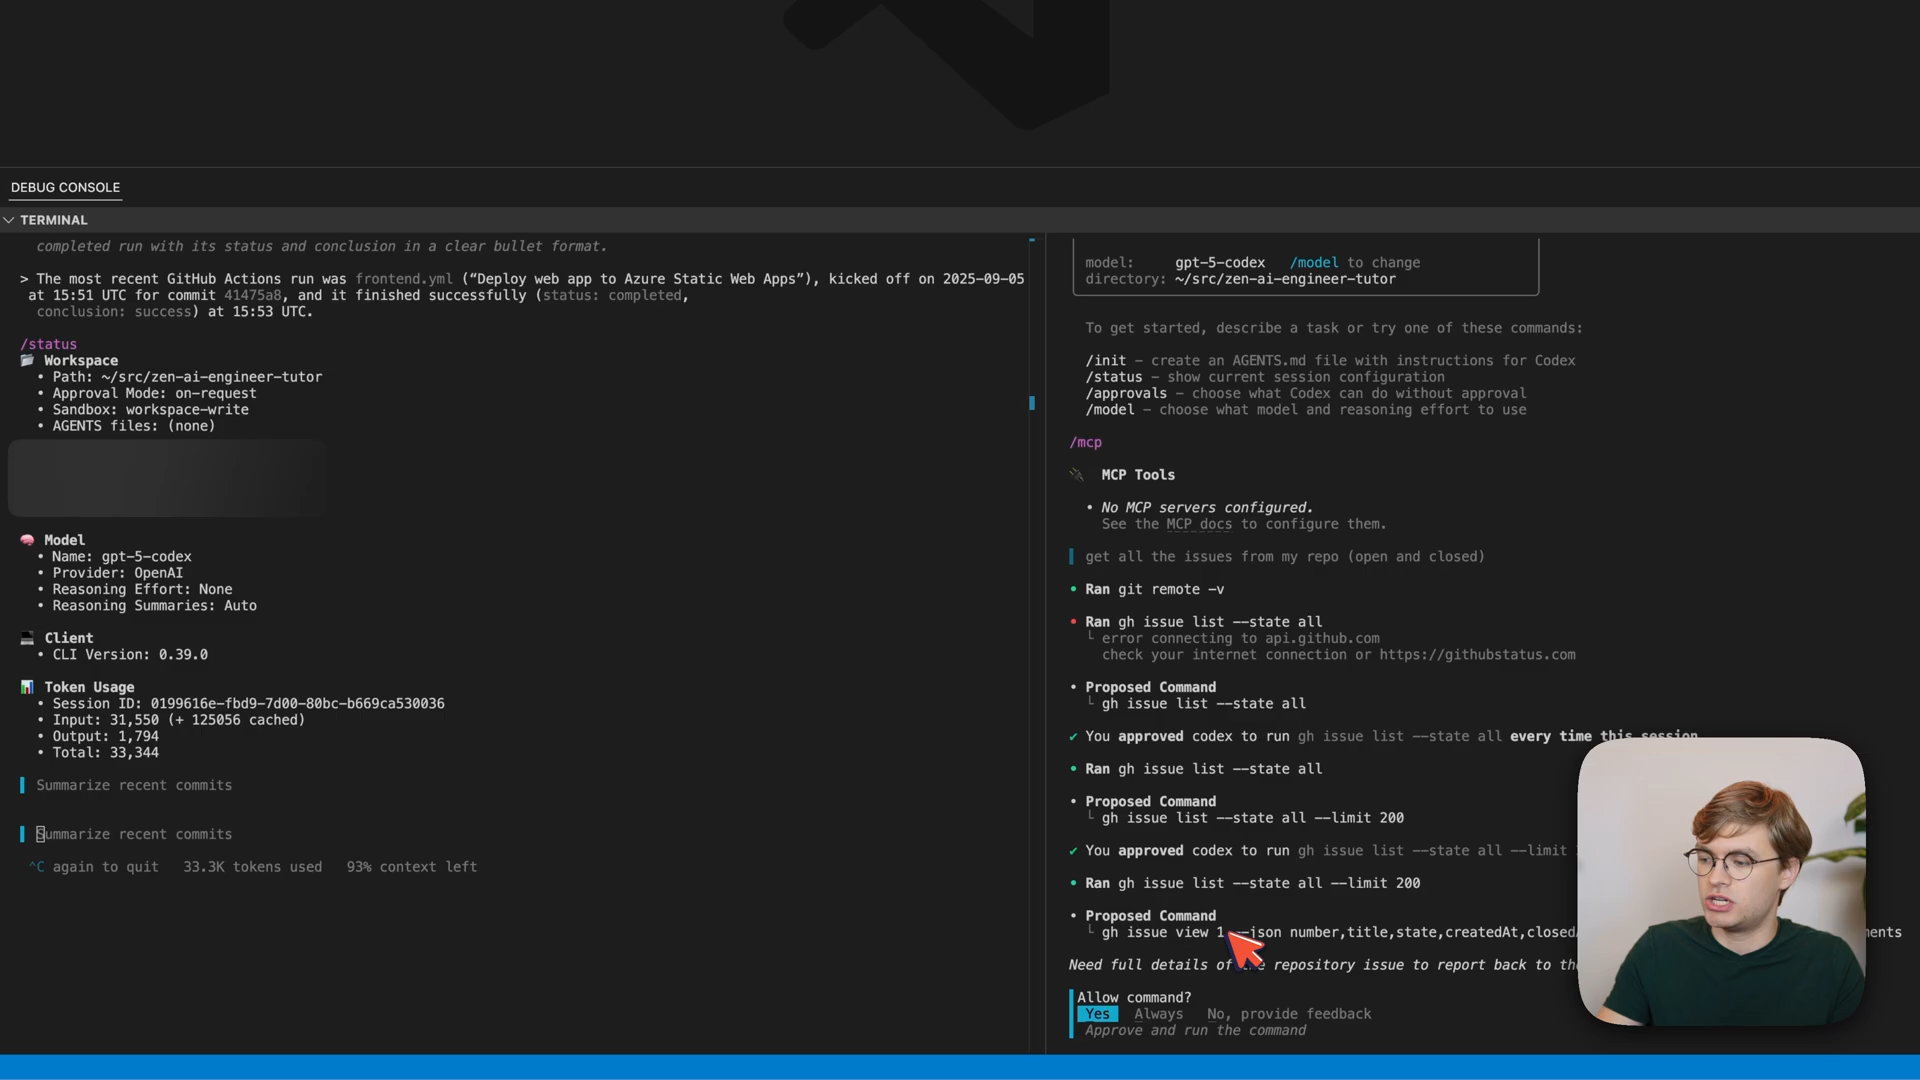 DEBUG CONSOLE
TERMINAL
completed run with its status and conclusion in a clear bullet format.
> The most recent GitHub Actions run was frontend.yml (“Deploy web app to Azure Static Web Apps”), kicked off on 2025-09-05
at 15:51 UTC for commit 41475a8, and it finished successfully (status: completed,
conclusion: success) at 15:53 UTC.
/status
Workspace
• Path: ~/src/zen-ai-engineer-tutor
• Approval Mode: on-request
• Sandbox: workspace-write
• AGENTS files: (none)
Model
• Name: gpt-5-codex
• Provider: OpenAI
• Reasoning Effort: None
• Reasoning Summaries: Auto
Client
• CLI Version: 0.39.0
Token Usage
• Session ID: 0199616e-fbd9-7d00-80bc-b669ca530036
• Input: 31,550 (+ 125056 cached)
• Output: 1,794
• Total: 33,344
Summarize recent commits
Summarize recent commits
^C again to quit   33.3K tokens used   93% context left
model:     gpt-5-codex   /model to change
directory: ~/src/zen-ai-engineer-tutor
To get started, describe a task or try one of these commands:
/init - create an AGENTS.md file with instructions for Codex
/status - show current session configuration
/approvals - choose what Codex can do without approval
/model - choose what model and reasoning effort to use
/mcp
MCP Tools
• No MCP servers configured.
See the MCP docs to configure them.
get all the issues from my repo (open and closed)
• Ran git remote -v
• Ran gh issue list --state all
└ error connecting to api.github.com
check your internet connection or https://githubstatus.com
• Proposed Command
└ gh issue list --state all
✔ You approved codex to run gh issue list --state all every time this session
• Ran gh issue list --state all
• Proposed Command
└ gh issue list --state all --limit 200
✔ You approved codex to run gh issue list --state all --limit
• Ran gh issue list --state all --limit 200
• Proposed Command
└ gh issue view 1 --json number,title,state,createdAt,closed
Need full details of the repository issue to report back to the
Allow command?
Yes   Always   No, provide feedback
Approve and run the command